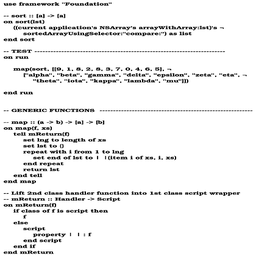 use framework "Foundation"
-- sort :: [a] -> [a]
on sort(lst)
((current application's NSArray's arrayWithArray:lst)'s ¬
sortedArrayUsingSelector:"compare:") as list
end sort
-- TEST ---------------------------------------------------------------
on run
map(sort, [[9, 1, 8, 2, 8, 3, 7, 0, 4, 6, 5], ¬
["alpha", "beta", "gamma", "delta", "epsilon", "zeta", "eta", ¬
"theta", "iota", "kappa", "lambda", "mu"]])
end run
-- GENERIC FUNCTIONS ---------------------------------------------------
-- map :: (a -> b) -> [a] -> [b]
on map(f, xs)
tell mReturn(f)
set lng to length of xs
set lst to {}
repeat with i from 1 to lng
set end of lst to | |(item i of xs, i, xs)
end repeat
return lst
end tell
end map
-- Lift 2nd class handler function into 1st class script wrapper
-- mReturn :: Handler -> Script
on mReturn(f)
if class of f is script then
f
else
script
property | | : f
end script
end if
end mReturn